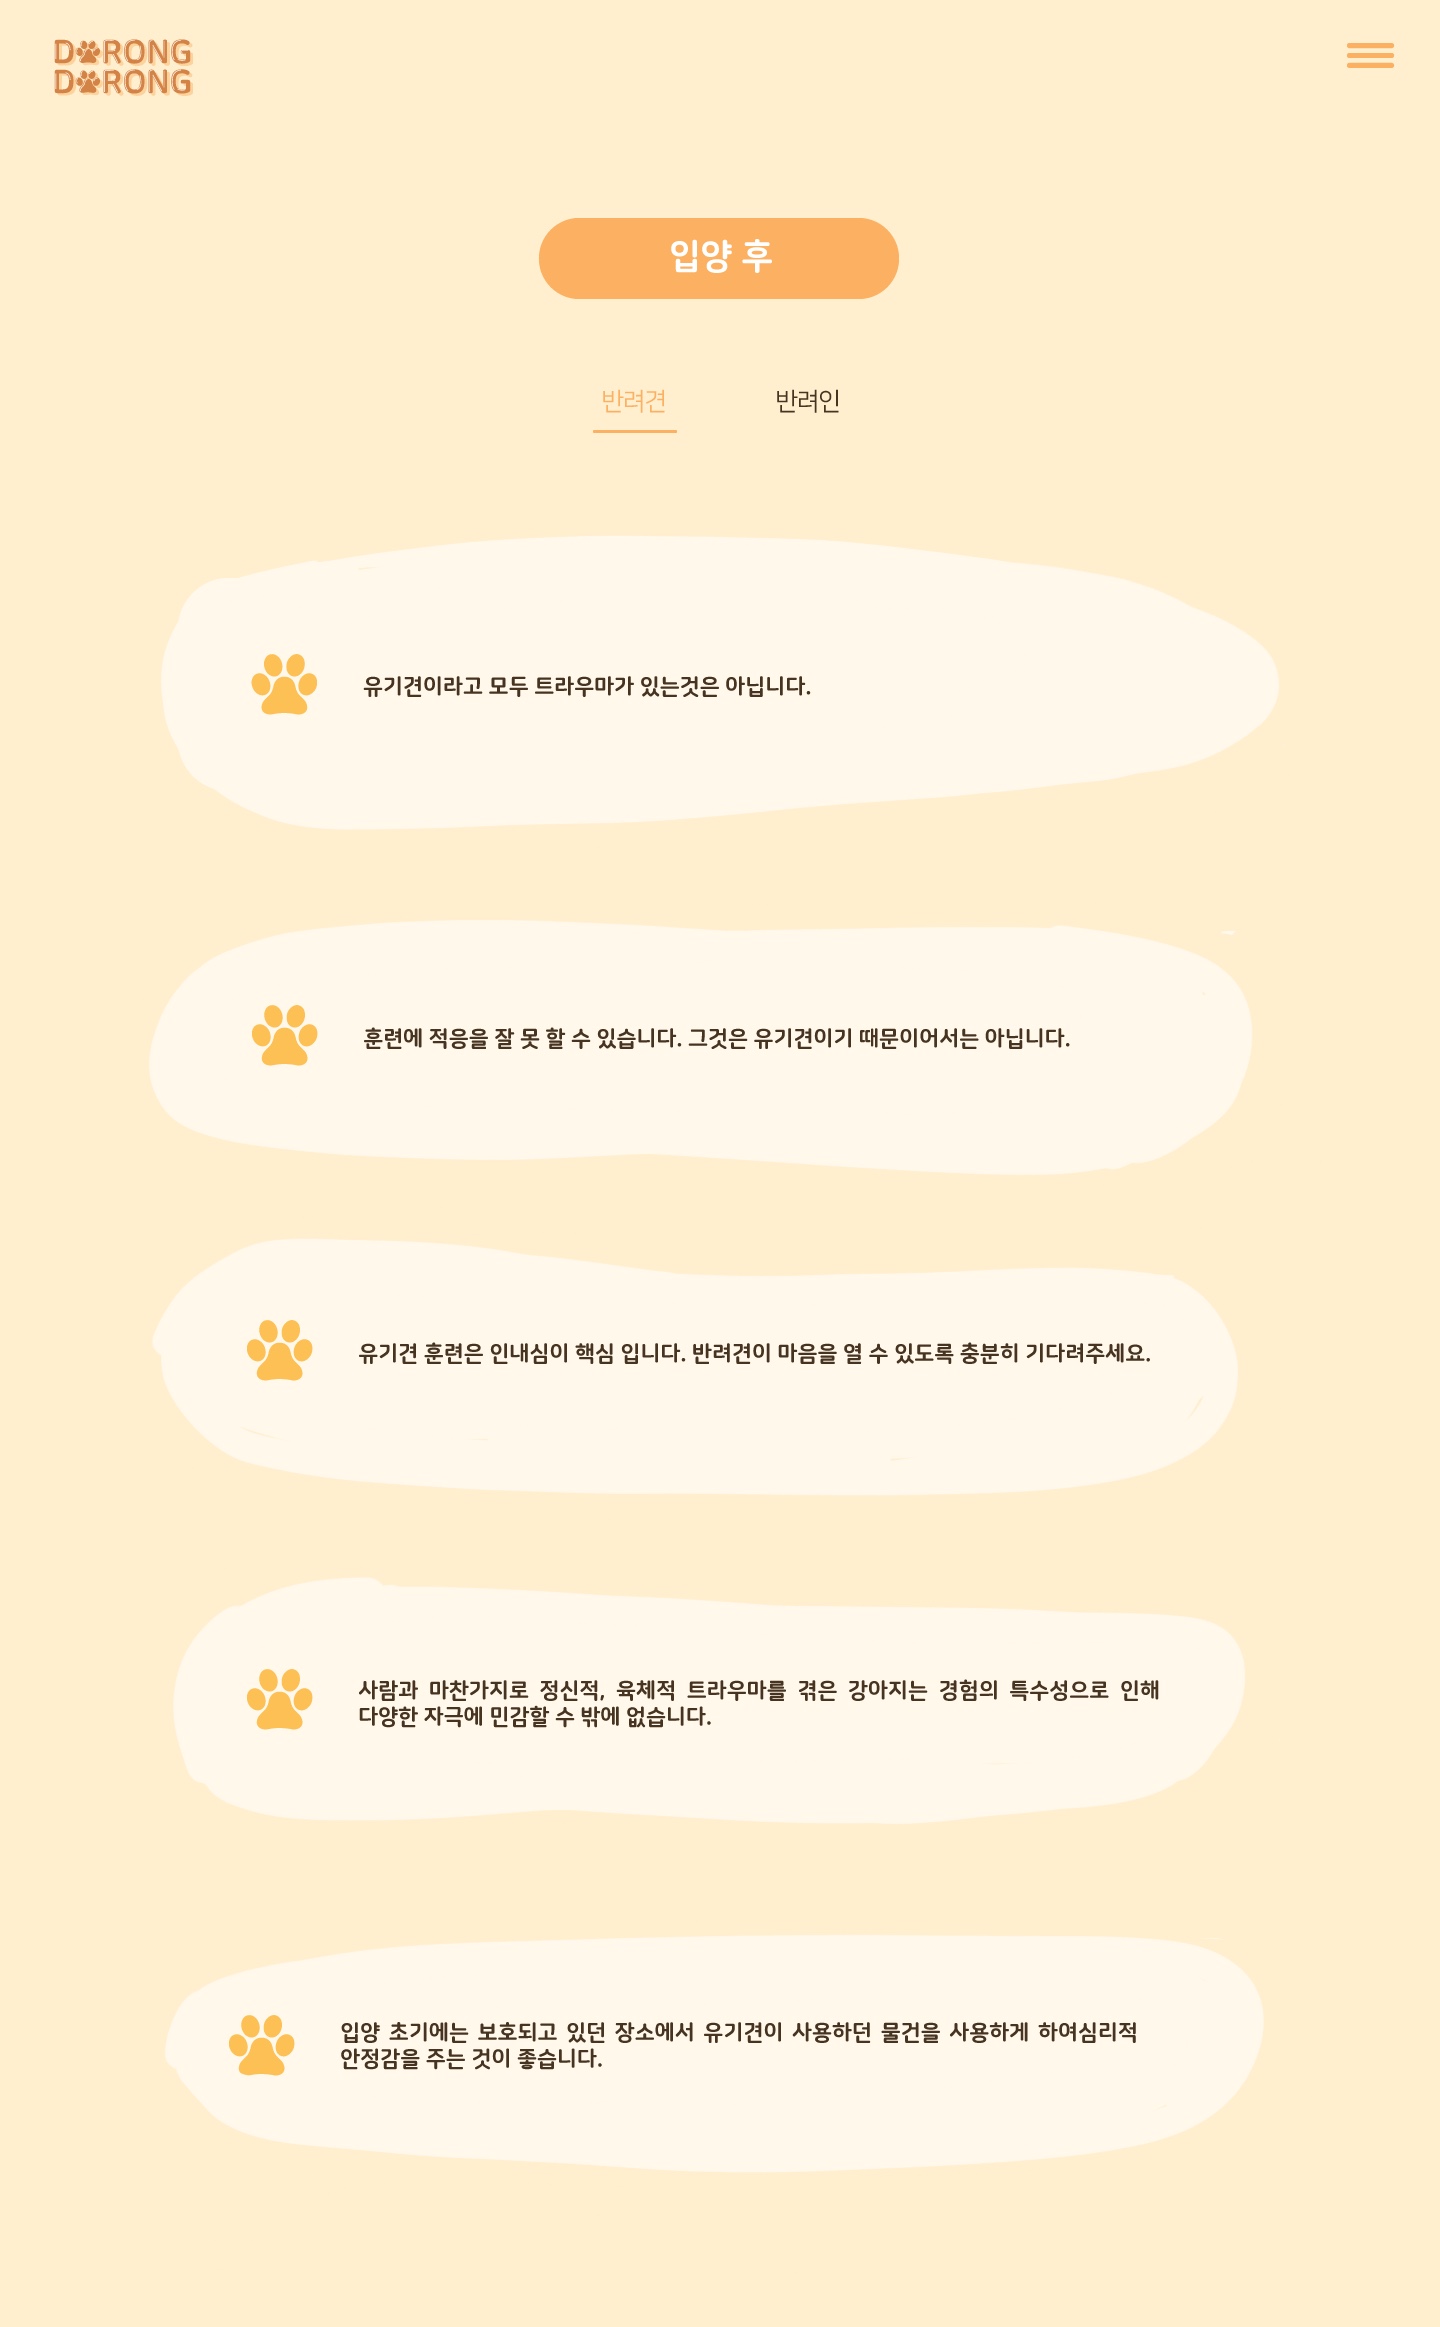 DORONG
DORONG
입양 후
반려견
반려인
유기견이라고 모두 트라우마가 있는것은 아닙니다.
훈련에 적응을 잘 못 할 수 있습니다. 그것은 유기견이기 때문이어서는 아닙니다.
유기견 훈련은 인내심이 핵심 입니다. 반려견이 마음을 열 수 있도록 충분히 기다려주세요.
사람과 마찬가지로 정신적, 육체적 트라우마를 겪은 강아지는 경험의 특수성으로 인해
다양한 자극에 민감할 수 밖에 없습니다.
입양 초기에는 보호되고 있던 장소에서 유기견이 사용하던 물건을 사용하게 하여심리적
안정감을 주는 것이 좋습니다.